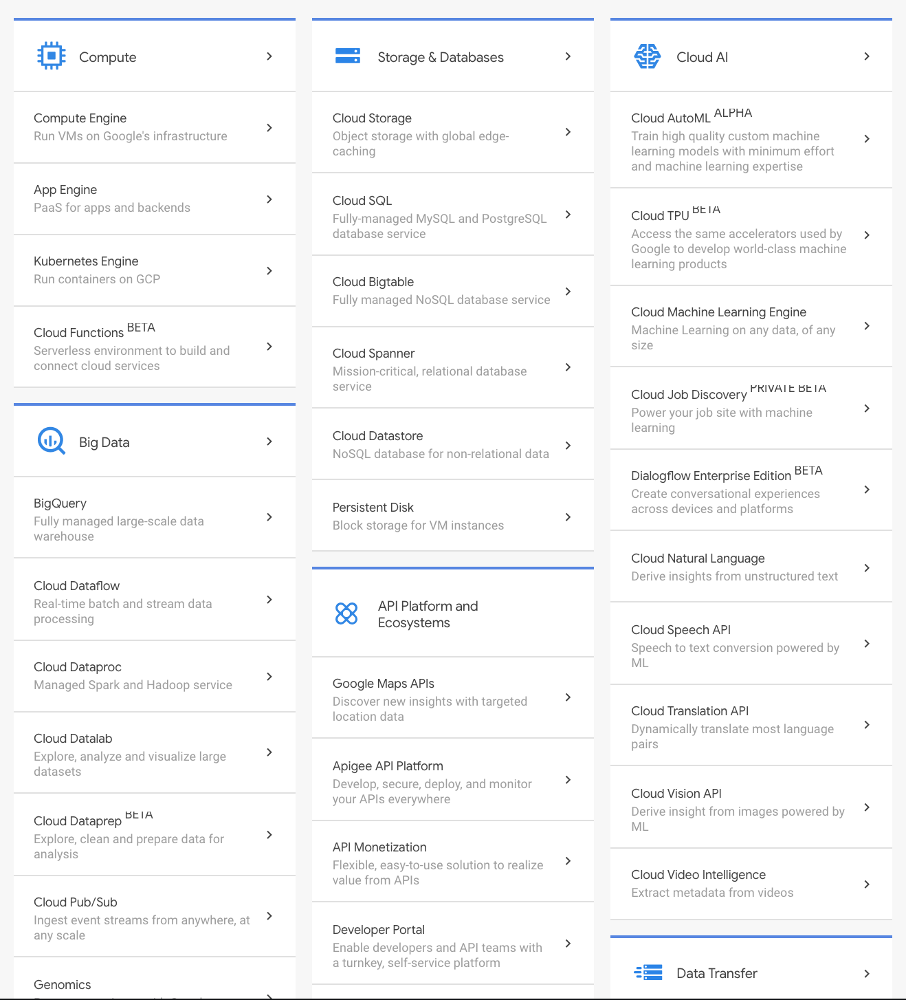 Compute
Compute Engine
Run VMs on Google's infrastructure
App Engine
PaaS for apps and backends
Kubernetes Engine
Run containers on GCP
Cloud Functions BETA
Serverless environment to build and
connect cloud services
Big Data
BigQuery
Fully managed large-scale data
warehouse
Cloud Dataflow
Real-time batch and stream data
processing
Cloud Dataproc
Managed Spark and Hadoop service
Cloud Datalab
Explore, analyze and visualize large
datasets
Cloud Dataprep BETA
Explore, clean and prepare data for
analysis
Cloud Pub/Sub
Ingest event streams from anywhere, at
any scale
Genomics
Storage & Databases
Cloud Storage
Object storage with global edge-
caching
Cloud SQL
Fully-managed MySQL and PostgreSQL
database service
Cloud Bigtable
Fully managed NoSQL database service
Cloud Spanner
Mission-critical, relational database
service
Cloud Datastore
NoSQL database for non-relational data
Persistent Disk
Block storage for VM instances
API Platform and
Ecosystems
Google Maps APIs
Discover new insights with targeted
location data
Apigee API Platform
Develop, secure, deploy, and monitor
your APIs everywhere
API Monetization
Flexible, easy-to-use solution to realize
value from APIs
Developer Portal
Enable developers and API teams with
a turnkey, self-service platform
Cloud AI
Cloud AutoML ALPHA
Train high quality custom machine
learning models with minimum effort
and machine learning expertise
Cloud TPU BETA
Access the same accelerators used by
Google to develop world-class machine
learning products
Cloud Machine Learning Engine
Machine Learning on any data, of any
size
Cloud Job Discovery PRIVATE BETA
Power your job site with machine
learning
Dialogflow Enterprise Edition BETA
Create conversational experiences
across devices and platforms
Cloud Natural Language
Derive insights from unstructured text
Cloud Speech API
Speech to text conversion powered by
ML
Cloud Translation API
Dynamically translate most language
pairs
Cloud Vision API
Derive insight from images powered by
ML
Cloud Video Intelligence
Extract metadata from videos
Data Transfer